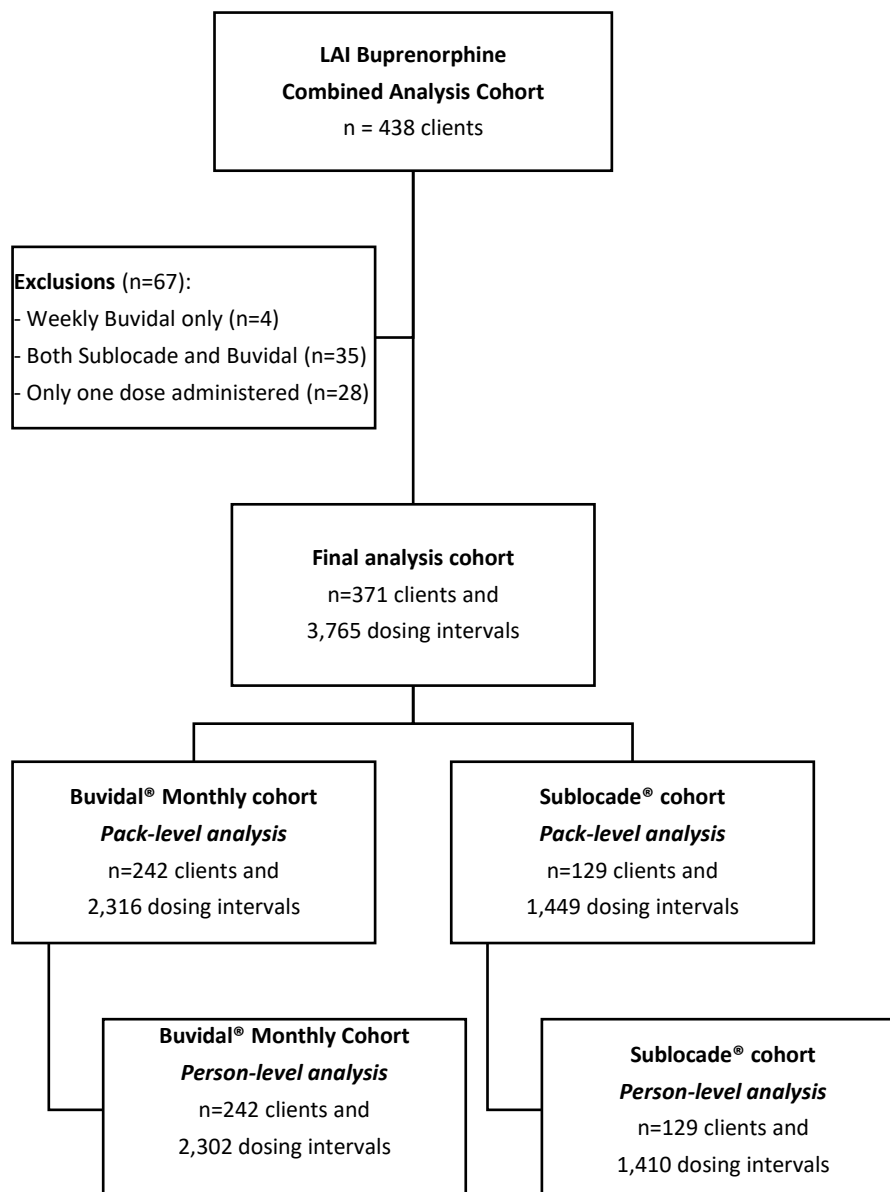 LAI Buprenorphine
Combined Analysis Cohort
n = 438 clients
Exclusions (n=67):
- Weekly Buvidal only (n=4)
- Both Sublocade and Buvidal (n=35)
- Only one dose administered (n=28)
Final analysis cohort
n=371 clients and
3,765 dosing intervals
Buvidal® Monthly cohort
Pack-level analysis
n=242 clients and
2,316 dosing intervals
Sublocade® cohort
Pack-level analysis
n=129 clients and
1,449 dosing intervals
Buvidal® Monthly Cohort
Person-level analysis
n=242 clients and
2,302 dosing intervals
Sublocade® cohort
Person-level analysis
n=129 clients and
1,410 dosing intervals